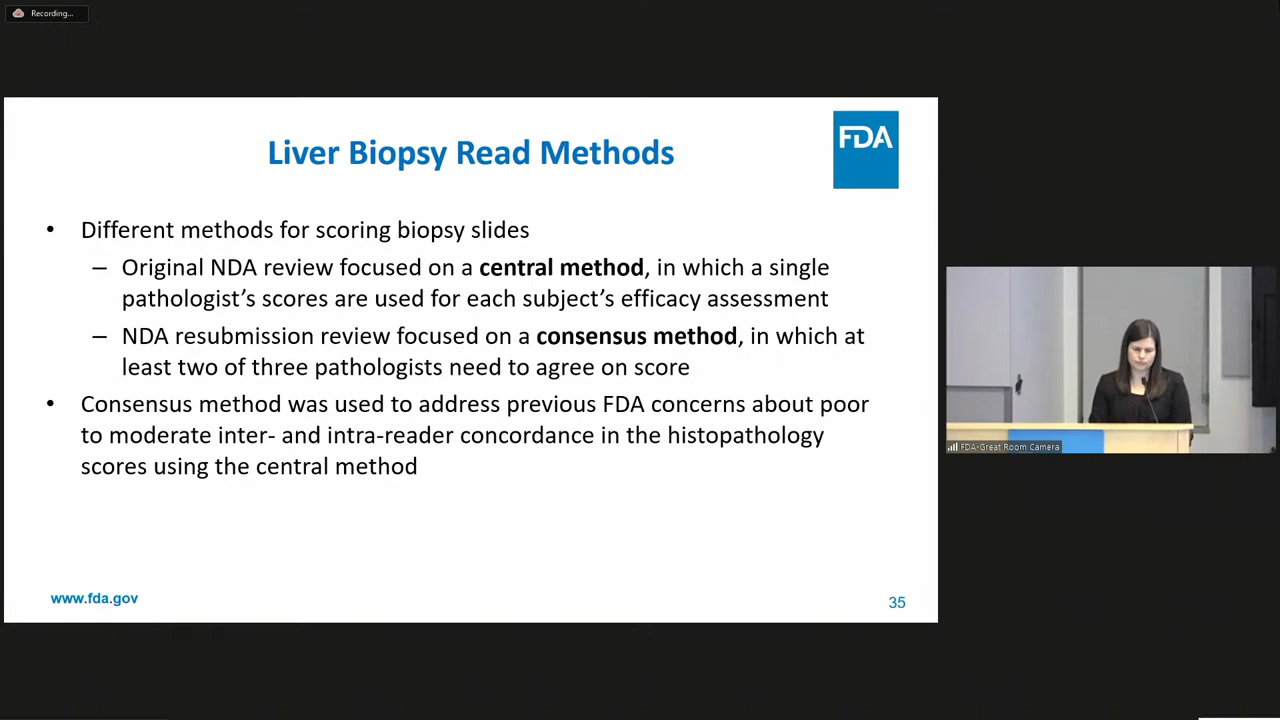 Recording...
Liver Biopsy Read Methods
FDA
• Different methods for scoring biopsy slides
– Original NDA review focused on a central method, in which a single
pathologist’s scores are used for each subject’s efficacy assessment
– NDA resubmission review focused on a consensus method, in which at
least two of three pathologists need to agree on score
• Consensus method was used to address previous FDA concerns about poor
to moderate inter- and intra-reader concordance in the histopathology
scores using the central method
www.fda.gov
35
FDA-Great Room Camera